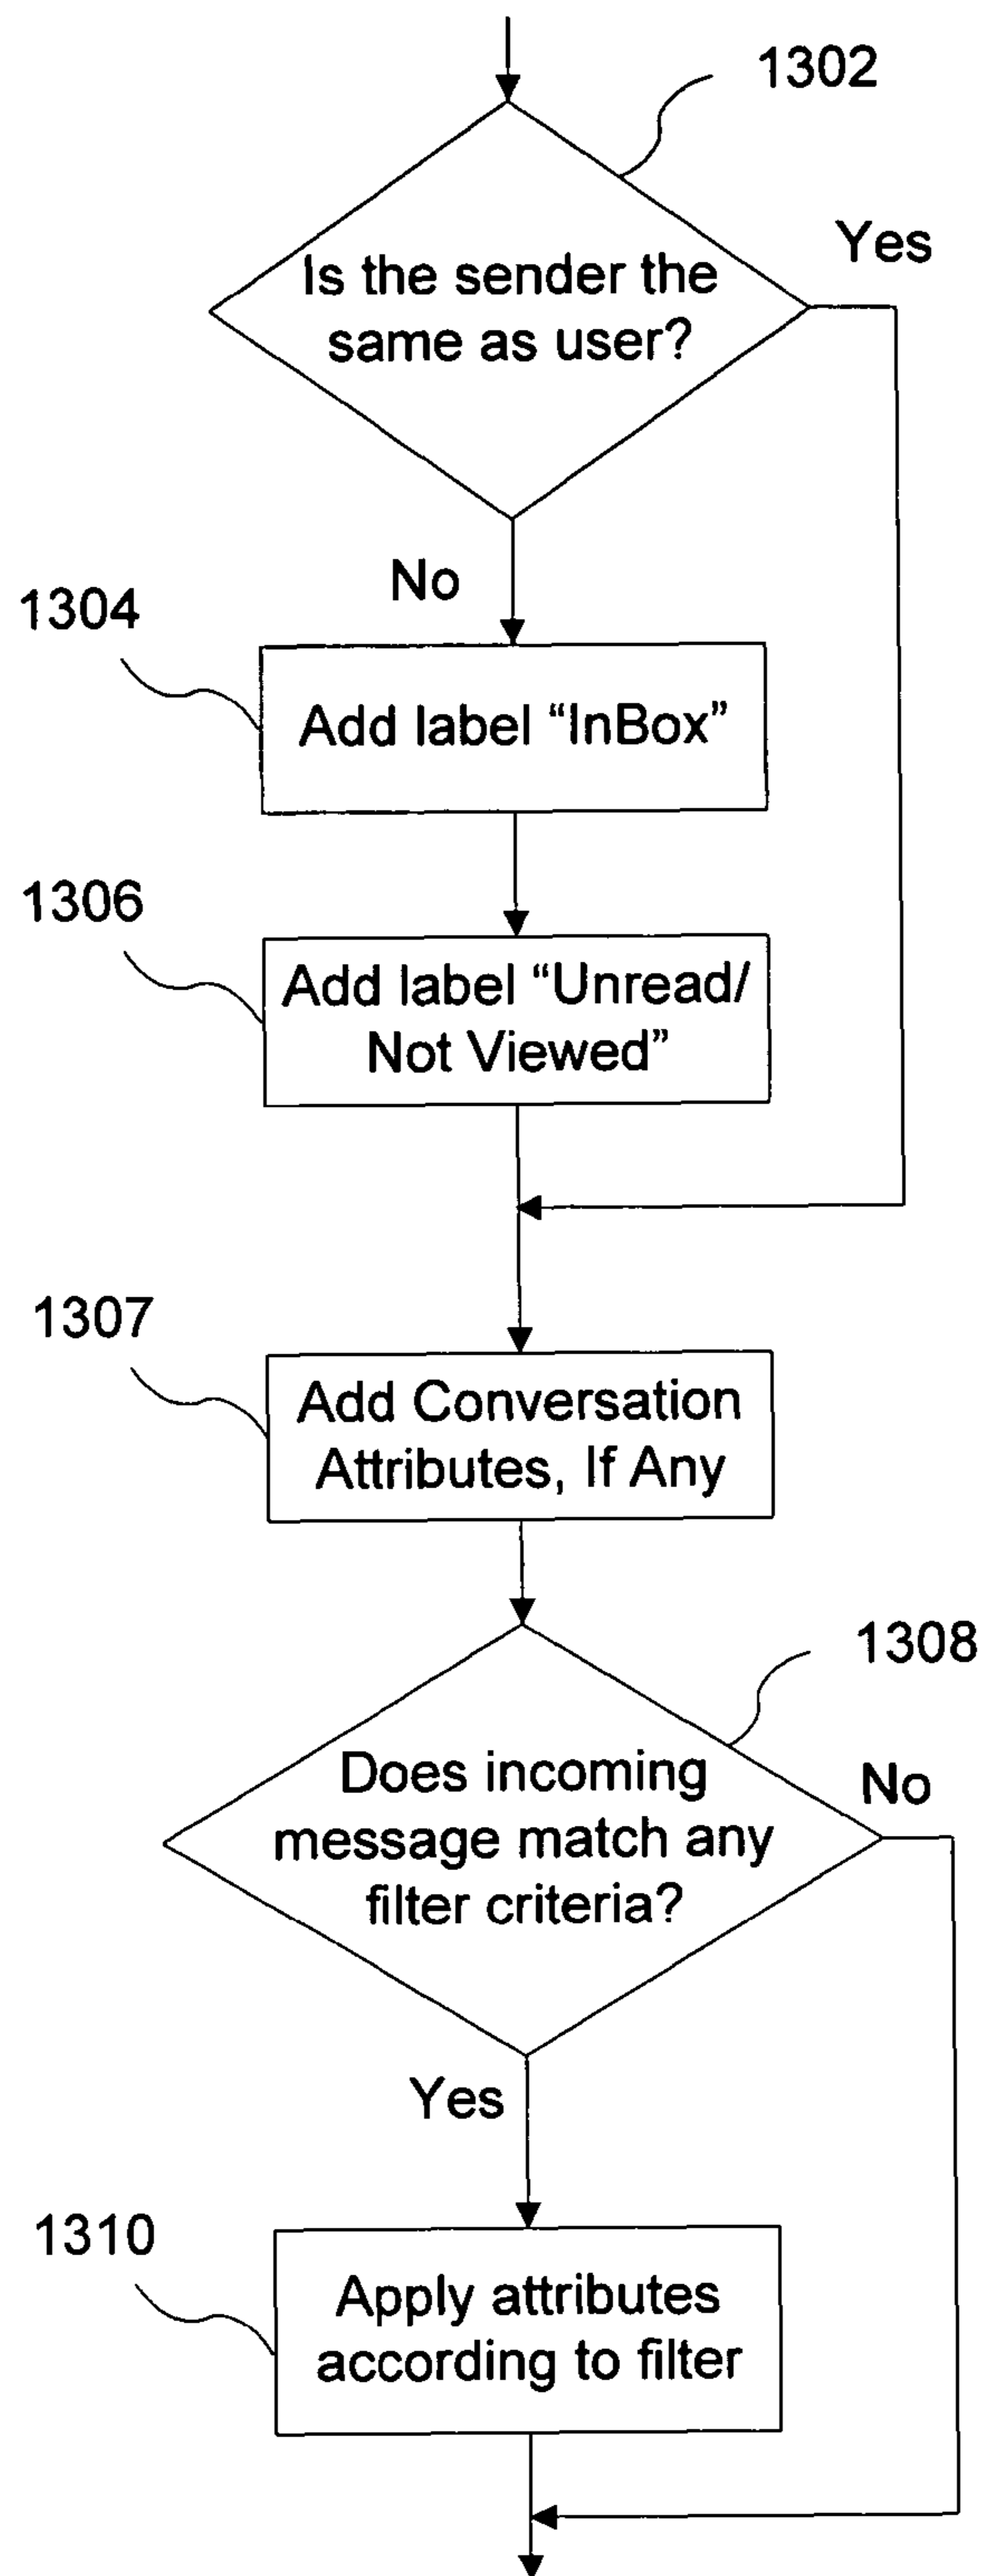 1302
Yes
Is the sender the
same as user?
No
1304
Add label “InBox”
1306
Add label “Unread/
Not Viewed”
1307
Add Conversation
Attributes, If Any
1308
No
Does incoming
message match any
filter criteria?
Yes
1310
Apply attributes
according to filter